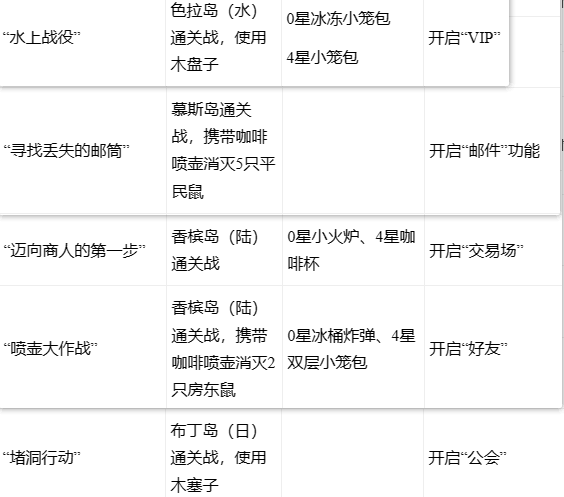 “水上战役”
色拉岛（水）
通关战，使用
木盘子
0星冰冻小笼包
4星小笼包
开启“VIP”
“寻找丢失的邮筒”
慕斯岛通关
战，携带咖啡
喷壶消灭5只平
民鼠
开启“邮件”功能
“迈向商人的第一步”
香槟岛（陆）
通关战
0星小火炉、4星咖
啡杯
开启“交易场”
“喷壶大作战”
香槟岛（陆）
通关战，携带
咖啡喷壶消灭2
只房东鼠
0星冰桶炸弹、4星
双层小笼包
开启“好友”
“堵洞行动”
布丁岛（日）
通关战，使用
木塞子
开启“公会”